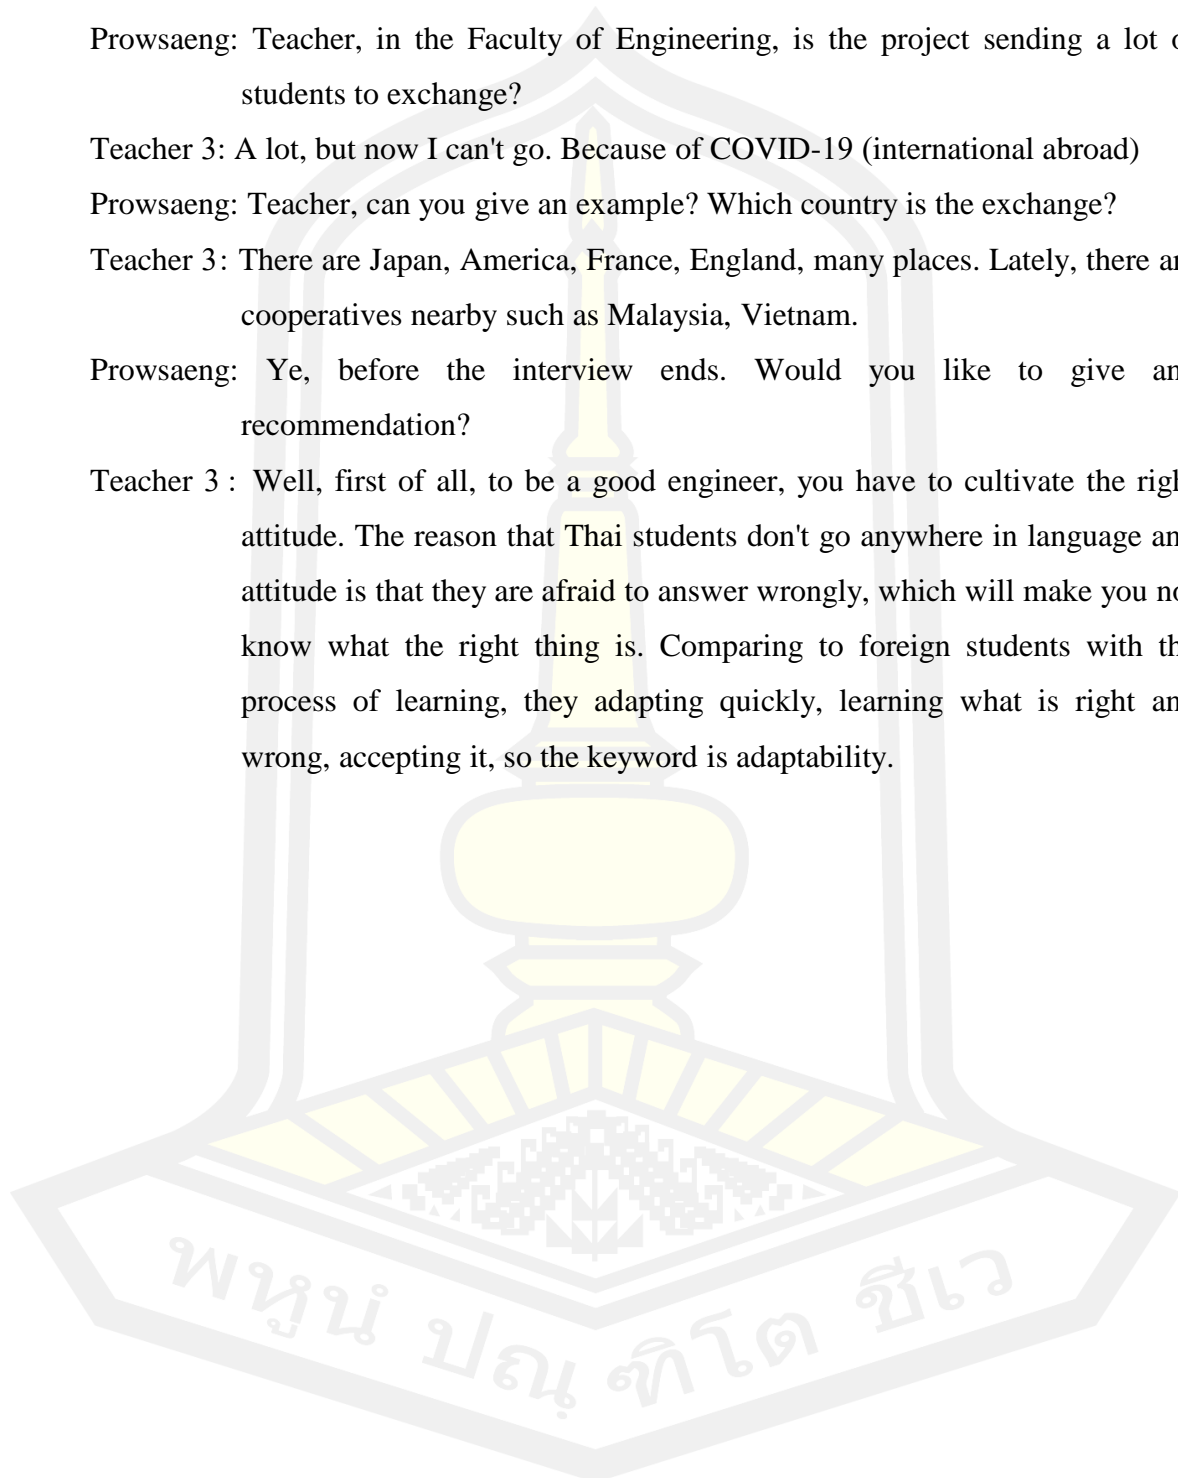 Prowsaeng: Teacher, in the Faculty of Engineering, is the project sending a lot o
students to exchange?
Teacher 3: A lot, but now I can't go. Because of COVID-19 (international abroad)
Prowsaeng: Teacher, can you give an example? Which country is the exchange?
Teacher 3: There are Japan, America, France, England, many places. Lately, there ar
cooperatives nearby such as Malaysia, Vietnam.
Prowsaeng: Ye, before the interview ends. Would you like to give an
recommendation?
Teacher 3 : Well, first of all, to be a good engineer, you have to cultivate the righ
attitude. The reason that Thai students don't go anywhere in language an
attitude is that they are afraid to answer wrongly, which will make you no
know what the right thing is. Comparing to foreign students with th
process of learning, they adapting quickly, learning what is right an
wrong, accepting it, so the keyword is adaptability.
พหูนํ ปณฺฑิโต ชีเว